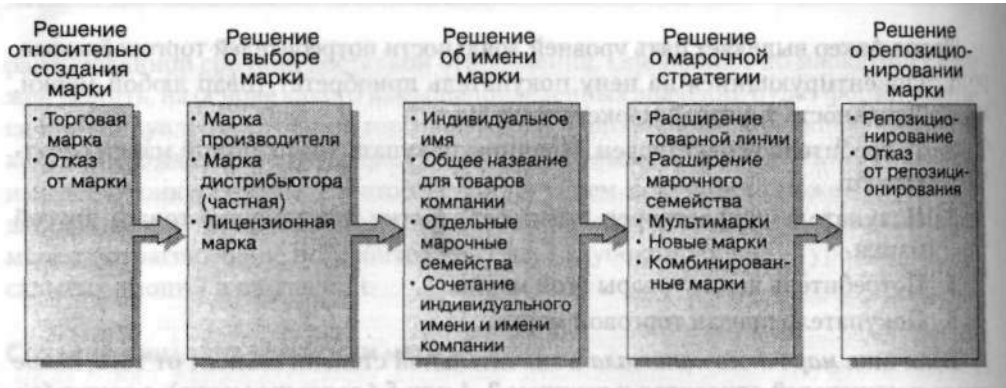 Решение
относительно
создания
марки
· Торговая
марка
· Отказ
от марки
Решение
о выборе
марки
· Марка
производителя
· Марка
дистрибьютора
(частная)
· Лицензионная
марка
Решение
об имени
марки
· Индивидуальное
имя
· Общее название
для товаров
компании
· Отдельные
марочные
семейства
· Сочетание
индивидуального
имени и имени
компании
Решение
о марочной
стратегии
· Расширение
товарной линии
· Расширение
марочного
семейства
· Мультимарки
· Новые марки
· Комбинирован-
ные марки
Решение
о репозицио-
нировании
марки
· Репозицио-
нирование
· Отказ
от репозици-
онирования